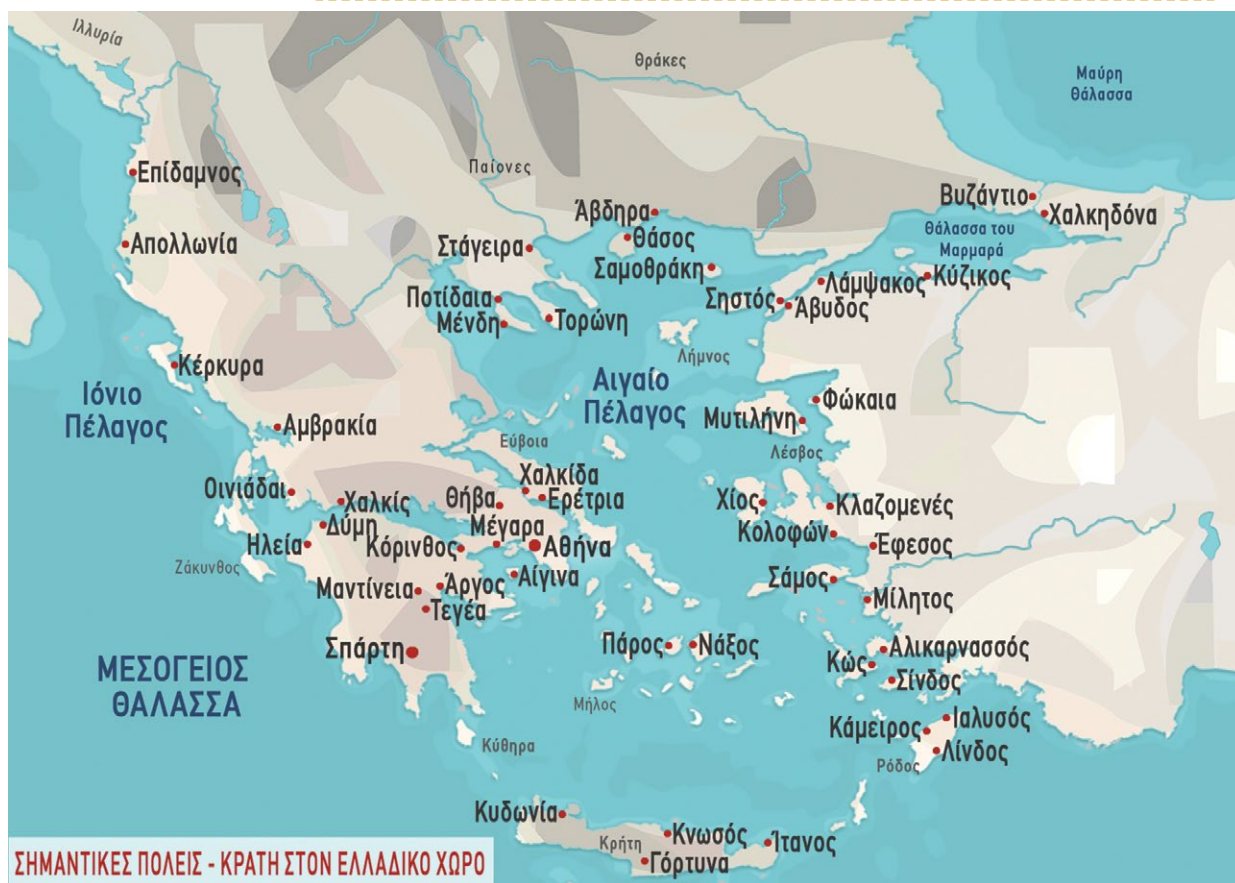 Ιλλυρία
Θράκες
Μαύρη
Θάλασσα
Παίονες
Επίδαμνος
Βυζάντιο
Χαλκηδόνα
Άβδηρα
Θάσος
Απολλωνία
Στάγειρα
Σαμοθράκη
Θάλασσα του
Μαρμαρά
Κύζικος
Λάμψακος
Ποτίδαια
Σηστός
Άβυδος
Μένδη
Τορώνη
Λήμνος
Κέρκυρα
Ιόνιο
Πέλαγος
Αιγαίο
Πέλαγος
Φώκαια
Μυτιλήνη
Λέσβος
Αμβρακία
Εύβοια
Χαλκίδα
Οινιάδαι
Χαλκίς
Θήβα
Ερέτρια
Χίος
Κλαζομενές
Δύμη
Μέγαρα
Κολοφών
Ηλεία
Κόρινθος
Αθήνα
Έφεσος
Ζάκυνθος
Αίγινα
Σάμος
Μαντίνεια
Άργος
Τεγέα
Μίλητος
Σπάρτη
Πάρος
Νάξος
Αλικαρνασσός
Κώς
Σίνδος
ΜΕΣΟΓΕΙΟΣ
ΘΑΛΑΣΣΑ
Μήλος
Ιαλυσός
Κάμειρος
Λίνδος
Ρόδος
Κύθηρα
Κυδωνία
Κνωσός
Ίτανος
Κρήτη
Γόρτυνα
ΣΗΜΑΝΤΙΚΕΣ ΠΟΛΕΙΣ - ΚΡΑΤΗ ΣΤΟΝ ΕΛΛΑΔΙΚΟ ΧΩΡΟ